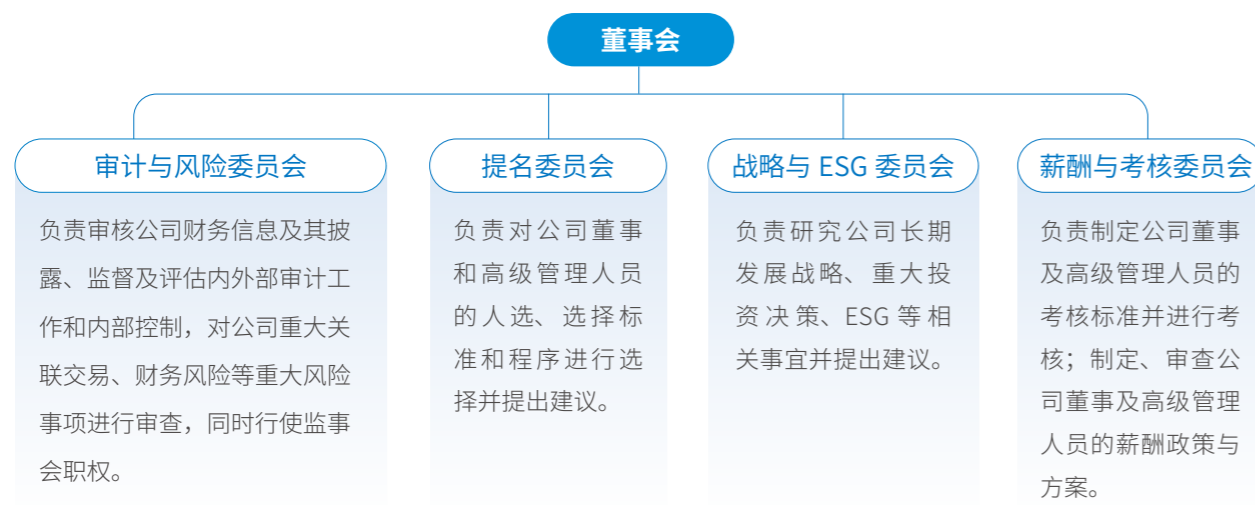 董事会
审计与风险委员会
负责审核公司财务信息及其披
露、监督及评估内外部审计工
作和内部控制，对公司重大关
联交易、财务风险等重大风险
事项进行审查，同时行使监事
会职权。
提名委员会
负责对公司董事
和高级管理人员
的人选、选择标
准和程序进行选
择并提出建议。
战略与 ESG 委员会
负责研究公司长期
发展战略、重大投
资决策、ESG 等相
关事宜并提出建议。
薪酬与考核委员会
负责制定公司董事
及高级管理人员的
考核标准并进行考
核；制定、审查公
司董事及高级管理
人员的薪酬政策与
方案。